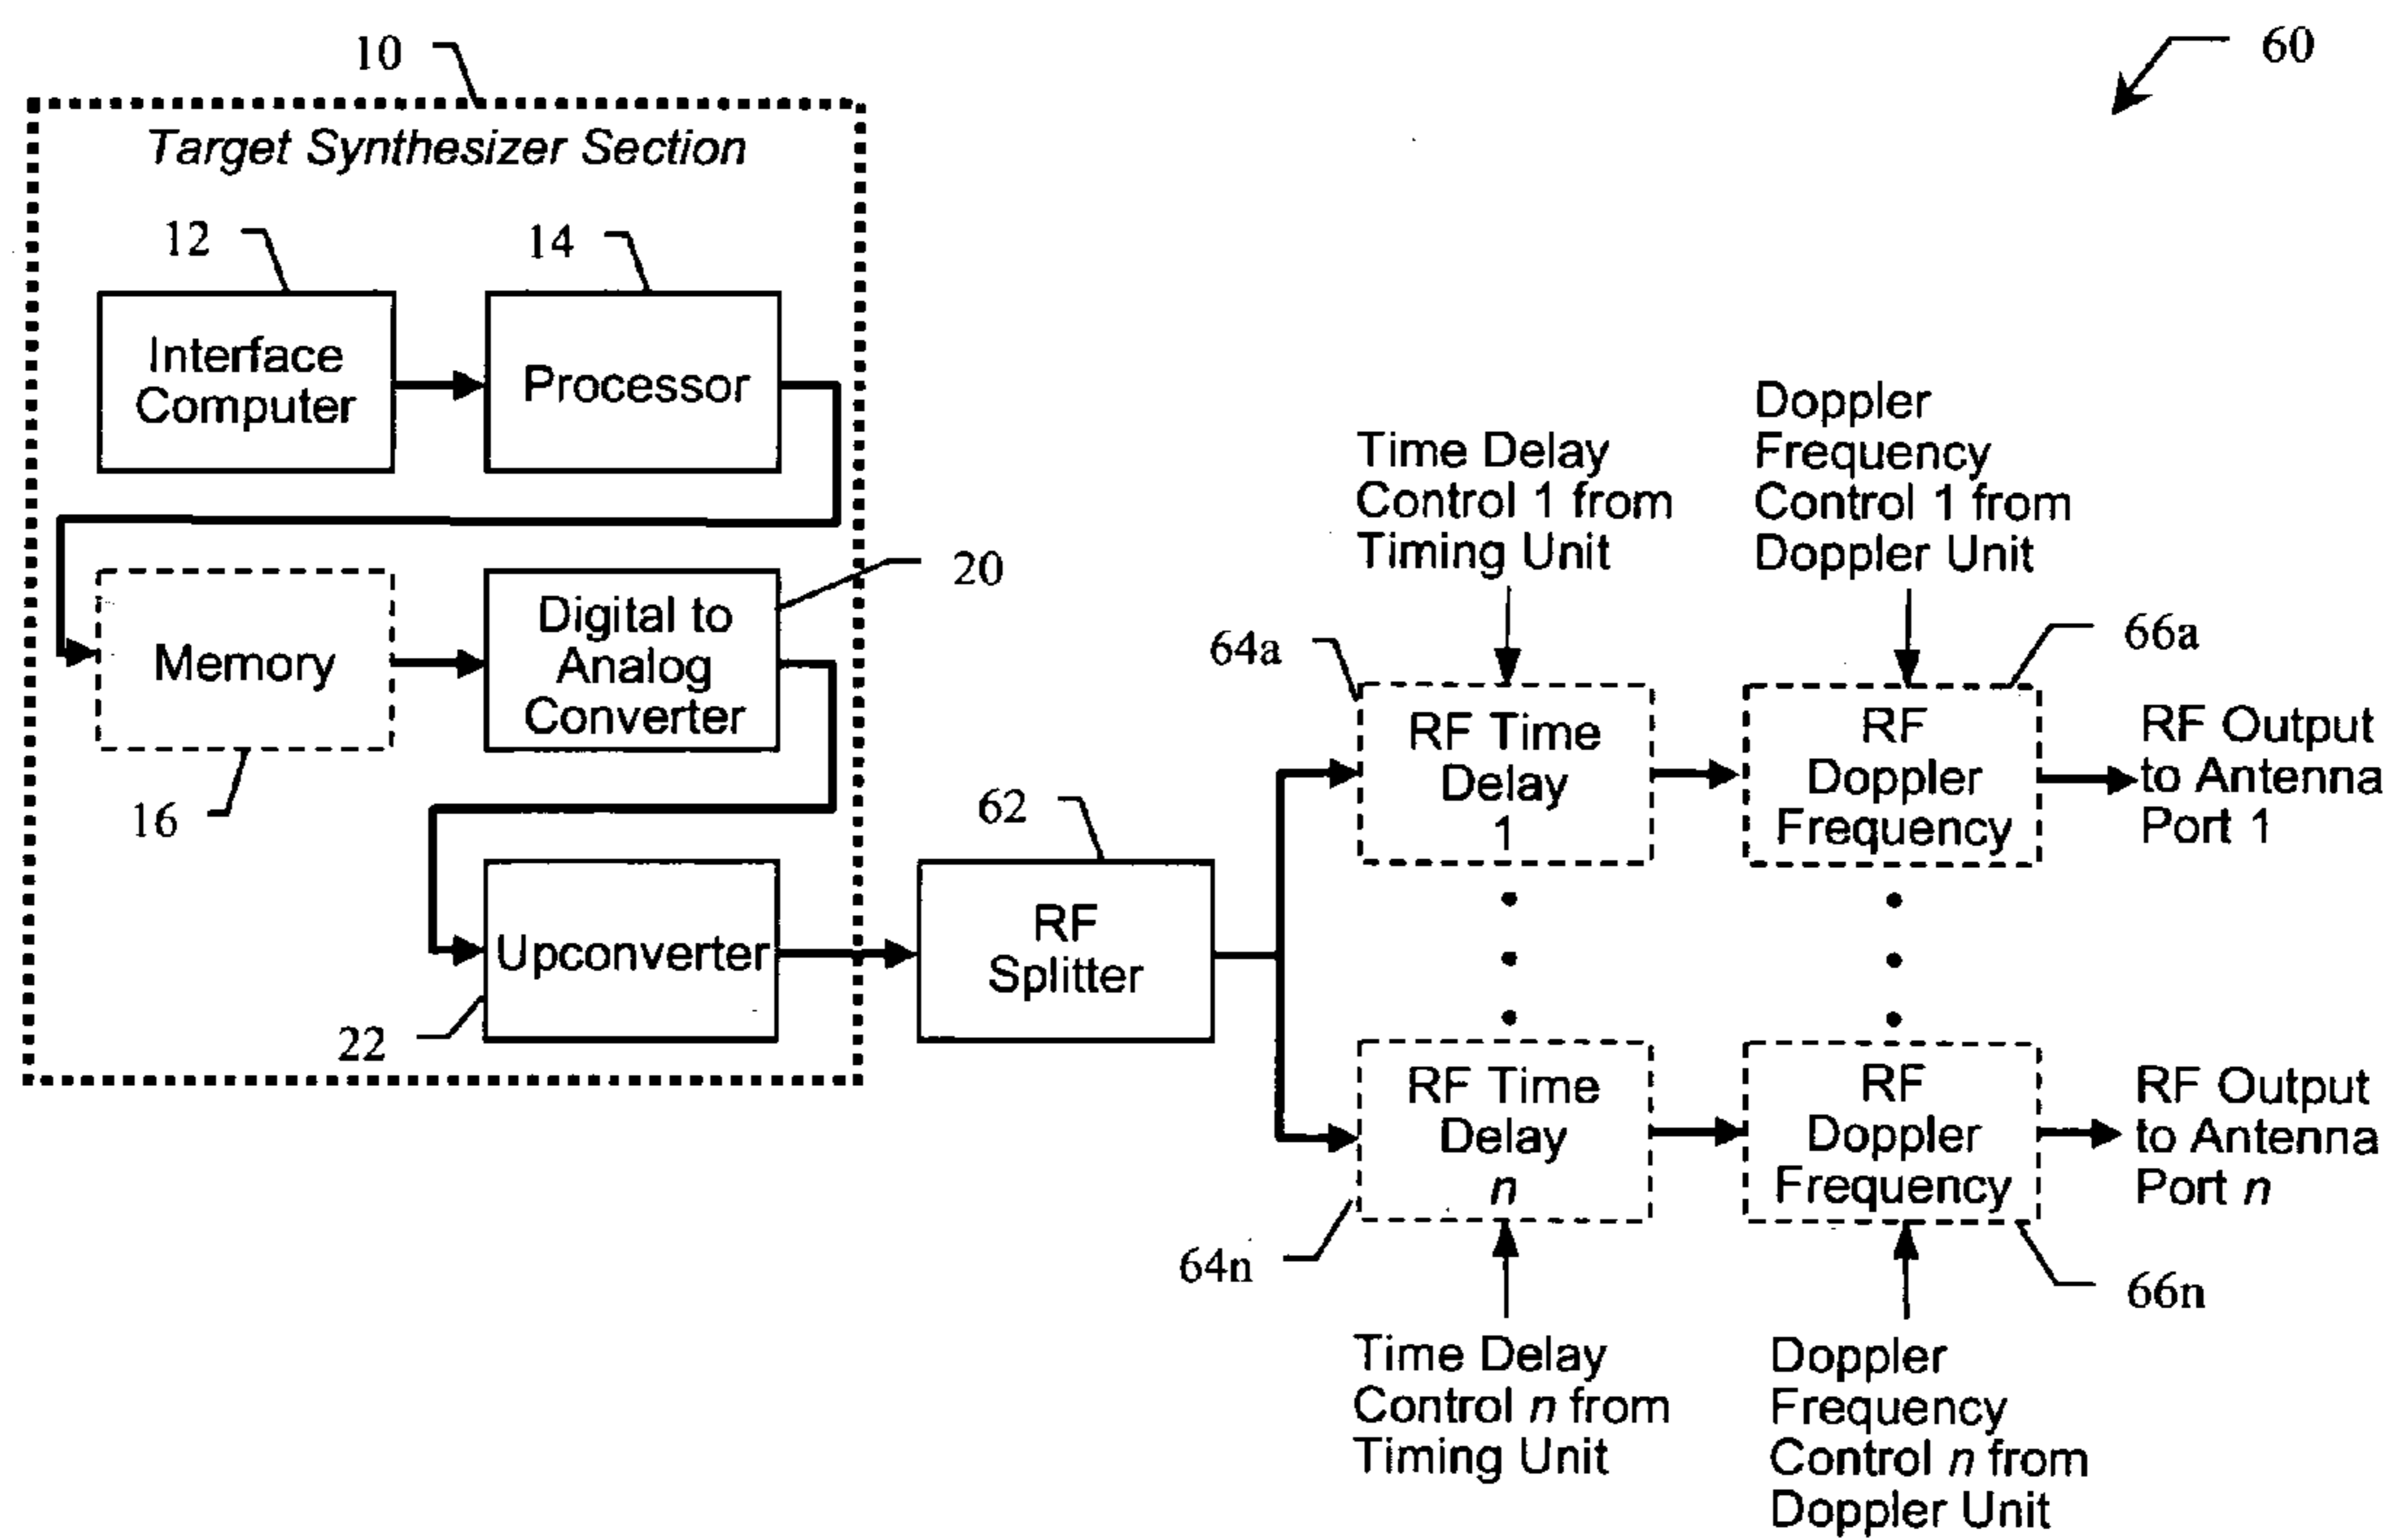 10
60
Target Synthesizer Section
12
14
Interface
Computer
Processor
Memory
16
Digital to
Analog
Converter
20
Upconverter
22
62
RF
Splitter
Time Delay
Control 1 from
Timing Unit
Doppler
Frequency
Control 1 from
Doppler Unit
64a
RF Time
Delay
1
66a
RF
Doppler
Frequency
RF Output
to Antenna
Port 1
RF Time
Delay
n
64n
RF
Doppler
Frequency
66n
RF Output
to Antenna
Port n
Time Delay
Control n from
Timing Unit
Doppler
Frequency
Control n from
Doppler Unit